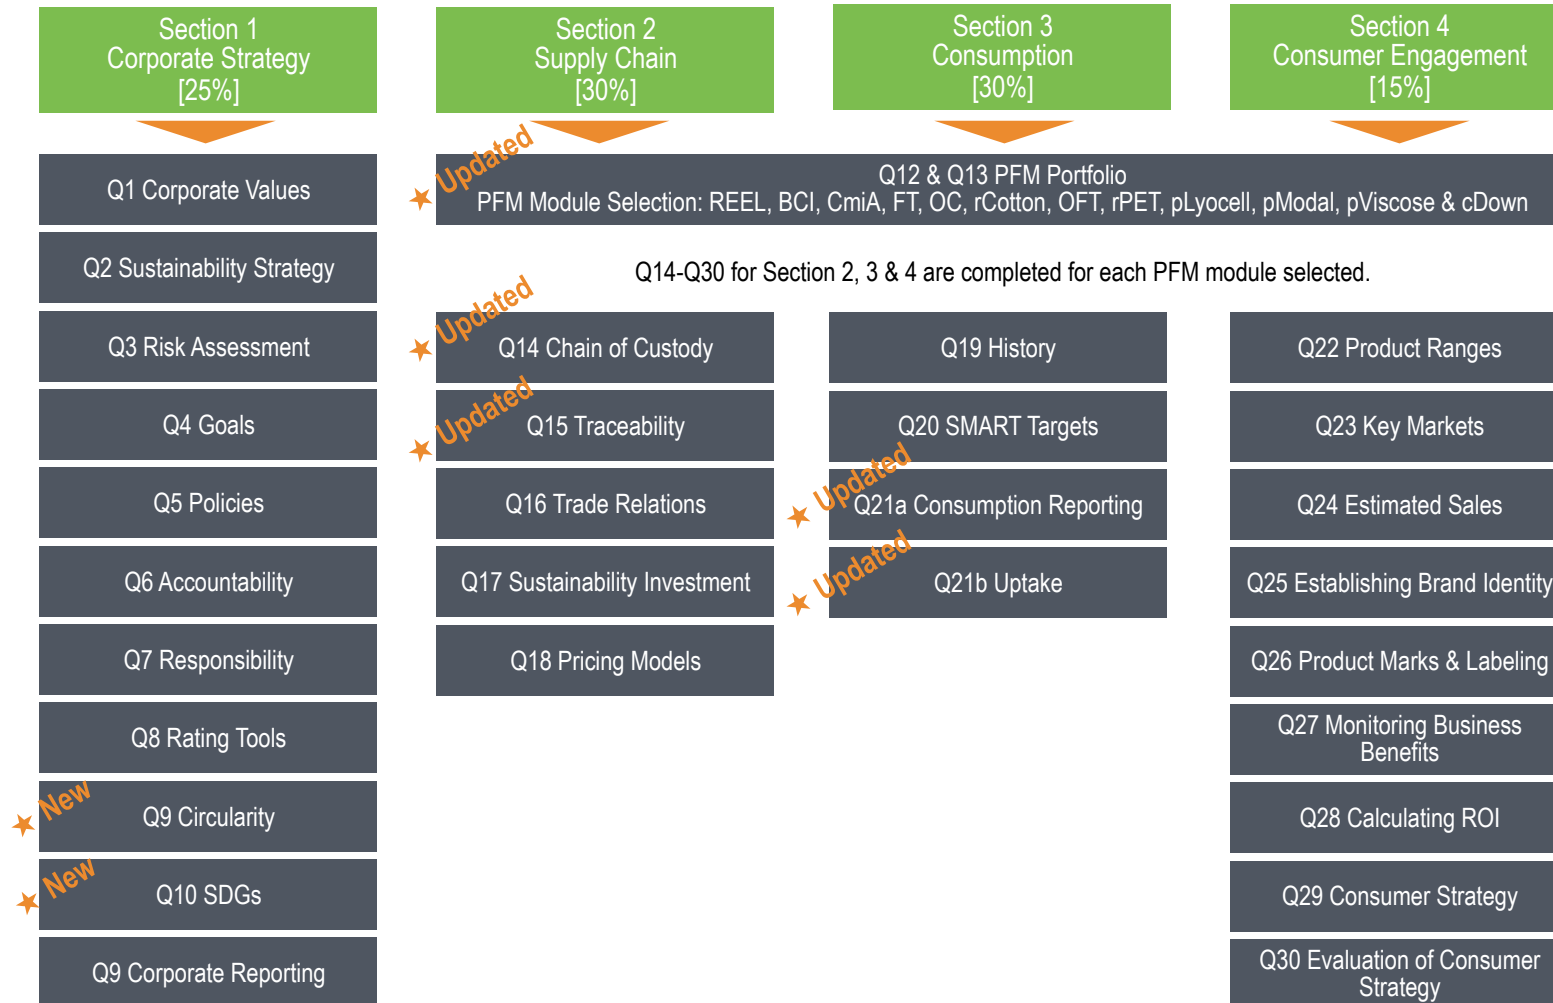 Section 1
Corporate Strategy
[25%]
Section 2
Supply Chain
[30%]
Section 3
Consumption
[30%]
Section 4
Consumer Engagement
[15%]
Q1 Corporate Values
Q2 Sustainability Strategy
Q3 Risk Assessment
Q4 Goals
Q5 Policies
Q6 Accountability
Q7 Responsibility
Q8 Rating Tools
New
Q9 Circularity
New
Q10 SDGs
Q9 Corporate Reporting
Updated
Q12 & Q13 PFM Portfolio
PFM Module Selection: REEL, BCI, CmiA, FT, OC, rCotton, OFT, rPET, pLyocell, pModal, pViscose & cDown
Q14-Q30 for Section 2, 3 & 4 are completed for each PFM module selected.
Updated
Q14 Chain of Custody
Updated
Q15 Traceability
Q16 Trade Relations
Q17 Sustainability Investment
Q18 Pricing Models
Q19 History
Q20 SMART Targets
Updated
Q21a Consumption Reporting
Updated
Q21b Uptake
Q22 Product Ranges
Q23 Key Markets
Q24 Estimated Sales
Q25 Establishing Brand Identity
Q26 Product Marks & Labeling
Q27 Monitoring Business
Benefits
Q28 Calculating ROI
Q29 Consumer Strategy
Q30 Evaluation of Consumer
Strategy